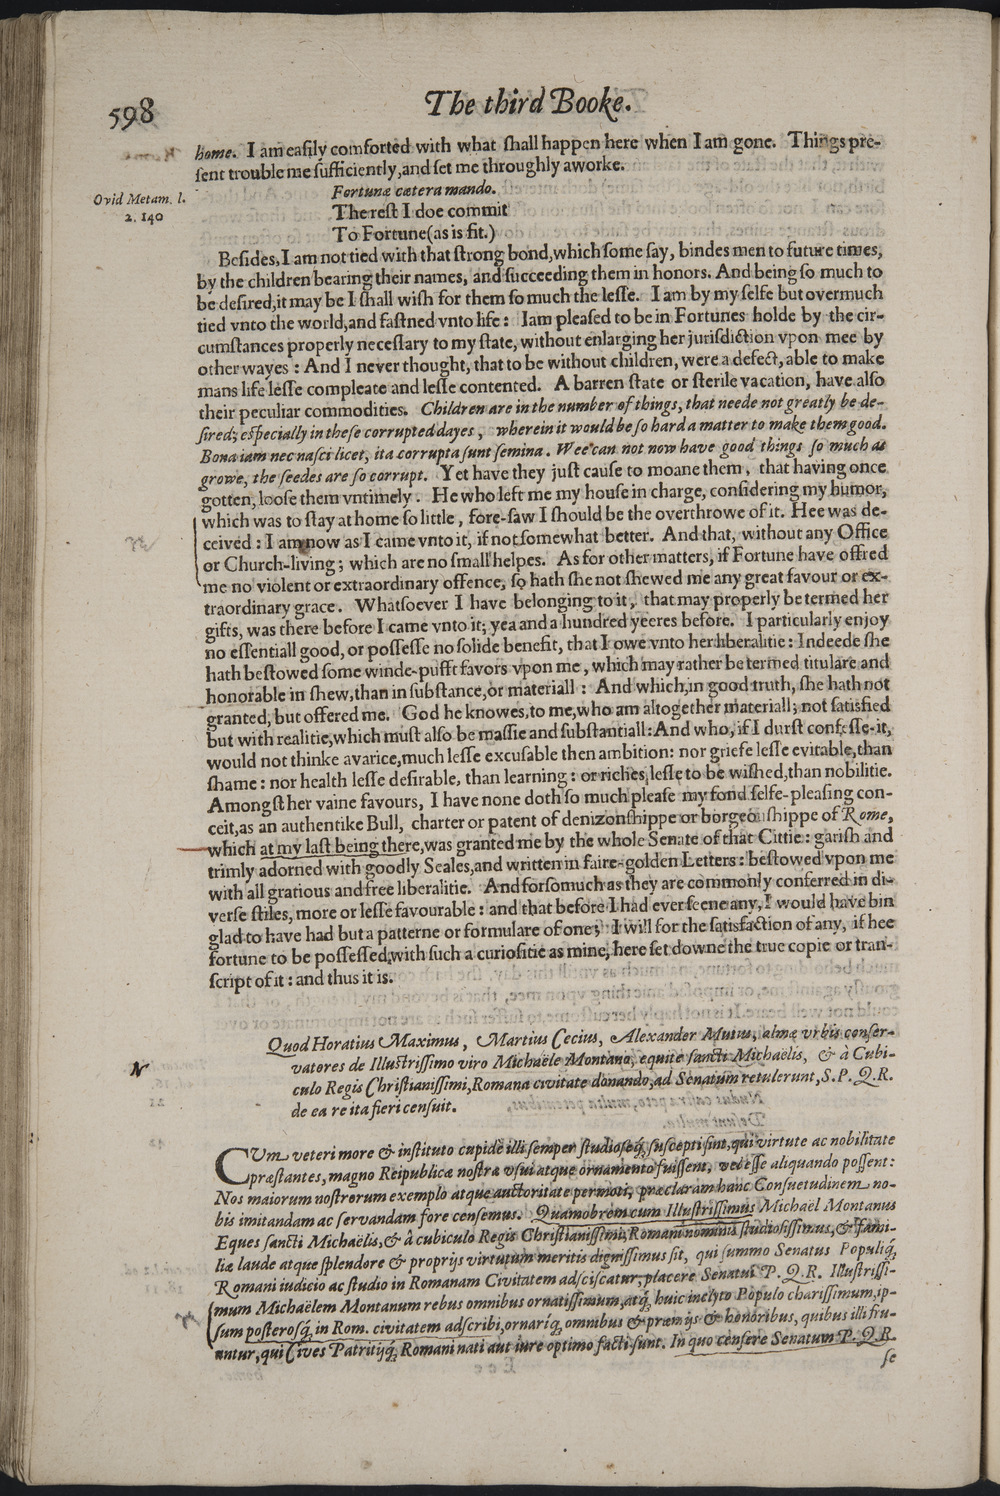 598
The third Booke.
home. I am eaſily comforted with what ſhall happen here when I am gone. Things pre-
ſent trouble me ſufficiently, and ſet me throughly aworke.
Ovid Metam. l.
2. 140
Fortunæ cætera mando.
The reſt I doe commit
To Fortune (as is fit.)
Beſides, I am not tied with that ſtrong bond, which ſome ſay, bindes men to future times,
by the children bearing their names, and ſucceeding them in honors. And being ſo much to
be deſired, it may be I ſhall wiſh for them ſo much the leſſe. I am by my ſelfe but overmuch
tied vnto the world, and faſtned vnto life: Iam pleaſed to be in Fortunes holde by the cir-
cumſtances properly neceſſary to my ſtate, without enlarging her jurisdiction vpon mee by
other wayes: And I never thought, that to be without children, were a defect, able to make
mans life leſſe compleate and leſſe contented. A barren ſtate or ſterile vacation, have alſo
their peculiar commodities. Children are in the number of things, that neede not greatly be de-
ſired; eſpecially in theſe corrupted dayes, wherein it would be ſo hard a matter to make them good.
Bona iam nec naſci licet, ita corrupta ſunt ſemina. Wee can not now have good things ſo much as
growe, the ſeedes are ſo corrupt. Yet have they juſt cauſe to moane them, that having once
gotten, looſe them vntimely. He who left me my houſe in charge, conſidering my humor,
which was to ſtay at home ſo little, fore-ſaw I ſhould be the overthrowe of it. Hee was de-
ceived: I am now as I came vnto it, if not ſomewhat better. And that, without any Office
or Church-living; which are no ſmall helpes. As for other matters, if Fortune have offred
me no violent or extraordinary offence, ſo hath ſhe not ſhewed me any great favour or ex-
traordinary grace. Whatſoever I have belonging to it, that may properly be termed her
gifts, was there before I came vnto it; yea and a hundred yeeres before. I particularly enjoy
no eſſentiall good, or poſſeſſe no ſolide benefit, that I owe vnto her liberalitie: Indeede ſhe
hath beſtowed ſome winde-pufft favors vpon me, which may rather be termed titulare and
honorable in ſhew, than in ſubſtance, or materiall: And which, in good truth, ſhe hath not
granted, but offered me. God he knowes, to me, who am altogether materiall; not ſatisfied
but with realitie, which muſt alſo be maſſie and ſubſtantiall: And who, if I durſt confeſſe-it,
would not thinke avarice, much leſſe excuſable then ambition: nor griefe leſſe evitable, than
ſhame: nor health leſſe deſirable, than learning: or riches, leſſe to be wiſhed, than nobilitie.
Amongſt her vaine favours, I have none doth ſo much pleaſe my fond ſelfe-pleaſing con-
ceit, as an authentike Bull, charter or patent of denizonſhippe or borgeouſhippe of Rome,
which at my laſt being there, was granted me by the whole Senate of that Cittie: gariſh and
trimly adorned with goodly Seales, and written in faire-golden Letters: beſtowed vpon me
with all gratious and free liberalitie. And forſomuch as they are commonly conferred in di-
verſe ſtiles, more or leſſe favourable: and that before I had ever ſeene any, I would have bin
glad to have had but a patterne or formulare of one; I will for the ſatisfaction of any, if hee
fortune to be poſſeſſed, with ſuch a curioſitie as mine, here ſet downe the true copie or tran-
ſcript of it: and thus it is.
Quod Horatius Maximus, Martius Cecius, Alexander Mutus, almæ vrbis conſer-
vatores de Illuſtriſſimo viro Michaële Montano, equite ſancti Michaëlis, & à Cubi-
culo Regis Chriſtianiſſimi, Romana civitate donando, ad Senatum retulerunt, S. P. Q. R.
de ea re ita fieri cenſuit.
N
CUm veteri more & inſtituto cupidè illi ſemper ſtudioſeq́, ſuſcepti ſint, qui virtute ac nobilitate
præſtantes, magno Reipublicæ noſtræ vſui atque ornamento fuiſſent, vel eſſe aliquando poſſent:
Nos maiorum noſtrorum exemplo atque auctoritate permoti, præclaram hanc Conſuetudinem no-
bis imitandam ac ſervandam fore cenſemus. Quamobrem cum Illuſtriſſimus Michaël Montanus
Eques ſancti Michaëlis, & à cubiculo Regis Chriſtianiſſimi, Romani nominis ſtudioſiſſimus, & fami-
liæ laude atque ſplendore & proprijs virtutum meritis digniſſimus ſit, qui ſummo Senatus Populiq́,
Romani iudicio ac ſtudio in Romanam Civitatem adſciſcatur; placere Senatui P. Q. R. Illuſtriſſi-
mum Michaëlem Montanum rebus omnibus ornatiſſimum, atq́, huic inclyto Populo chariſſimum, ip-
ſum poſteroſq́, in Rom. civitatem adſcribi, ornariq́, omnibus & præmijs & honoribus, quibus illi fru-
antur, qui Cives Patritijq́, Romani nati aut iure optimo facti ſunt. In quo cenſere Senatum P. Q. R.
ſe